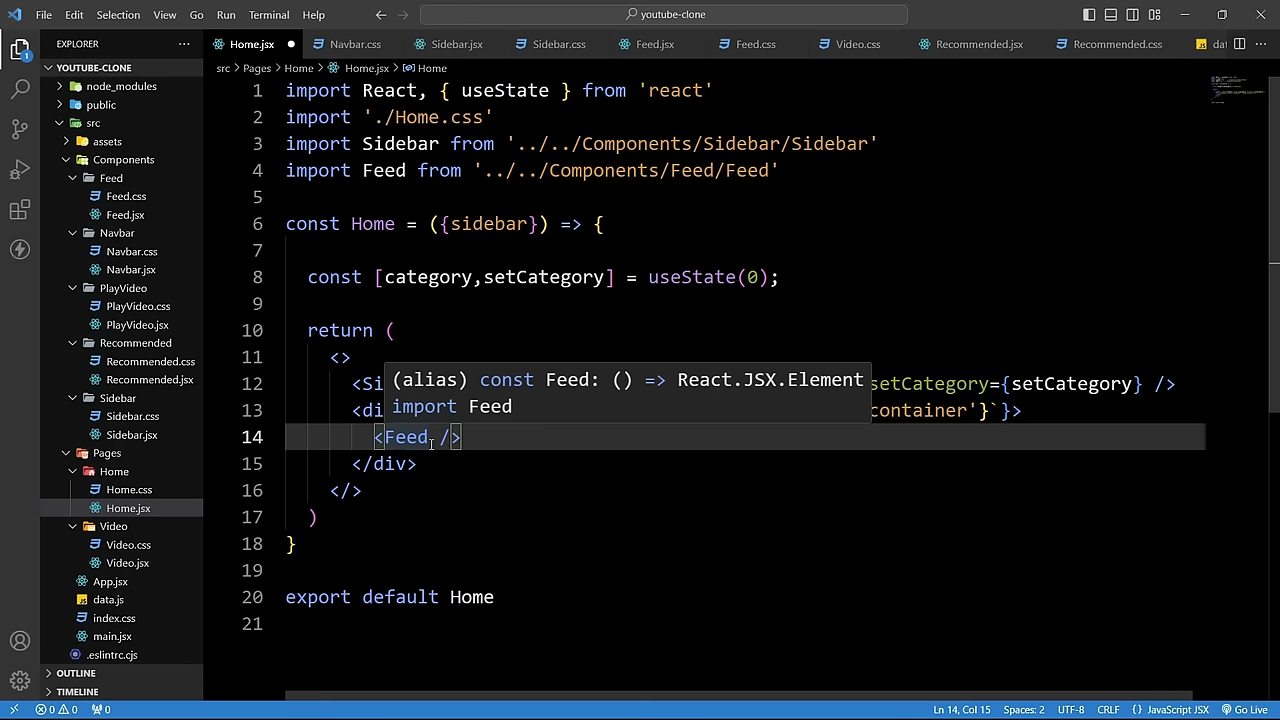 File Edit Selection View Go Run Terminal Help
youtube-clone
EXPLORER
Home.jsx
Navbar.css
Sidebar.jsx
Sidebar.css
Feed.jsx
Feed.css
Video.css
Recommended.jsx
Recommended.css
dat
YOUTUBE-CLONE
node_modules
public
src
assets
Components
Feed
Feed.css
Feed.jsx
Navbar
Navbar.css
Navbar.jsx
PlayVideo
PlayVideo.css
PlayVideo.jsx
Recommended
Recommended.css
Recommended.jsx
Sidebar
Sidebar.css
Sidebar.jsx
Pages
Home
Home.css
Home.jsx
Video
Video.css
Video.jsx
App.jsx
data.js
index.css
main.jsx
.eslintrc.cjs
OUTLINE
TIMELINE
src > Pages > Home > Home.jsx > Home
1 import React, { useState } from 'react'
2 import './Home.css'
3 import Sidebar from '../../Components/Sidebar/Sidebar'
4 import Feed from '../../Components/Feed/Feed'
5
6 const Home = ({sidebar}) => {
7
8 const [category,setCategory] = useState(0);
9
10 return (
11 <>
12 <Si setCategory={setCategory} />
(alias) const Feed: () => React.JSX.Element
import Feed
13 <di container'}`}>
14 <Feed />
15 </div>
16 </>
17 )
18 }
19
20 export default Home
21
1
0 0 0
Ln 14, Col 15 Spaces: 2 UTF-8 CRLF {} JavaScript JSX Go Live